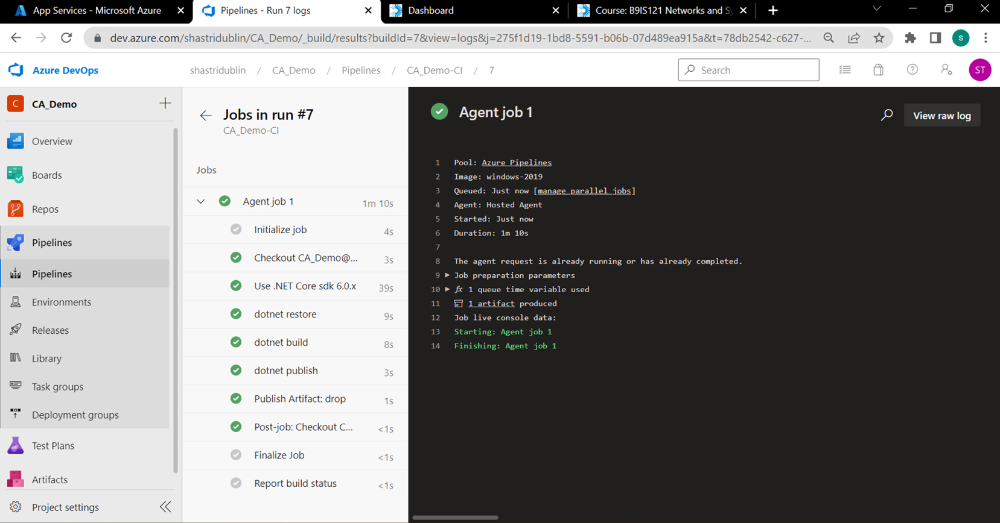 App Services - Microsoft Azure
Pipelines - Run 7 logs
Dashboard
Course: B9IS121 Networks and Sy
dev.azure.com/shastridublin/CA_Demo/_build/results?buildId=7&view=logs&j=275f1d19-1bd8-5591-b06b-07d489ea915a&t=78db2542-c627-...
S
Azure DevOps
shastridublin / CA_Demo / Pipelines / CA_Demo-CI / 7
Search
ST
C CA_Demo
Overview
Boards
Repos
Pipelines
Pipelines
Environments
Releases
Library
Task groups
Deployment groups
Test Plans
Artifacts
Project settings
Jobs in run #7
CA_Demo-CI
Jobs
Agent job 1 1m 10s
Initialize job 4s
Checkout CA_Demo@... 3s
Use .NET Core sdk 6.0.x 39s
dotnet restore 9s
dotnet build 8s
dotnet publish 3s
Publish Artifact: drop 1s
Post-job: Checkout C... <1s
Finalize Job <1s
Report build status <1s
Agent job 1
View raw log
1 Pool: Azure Pipelines
2 Image: windows-2019
3 Queued: Just now [manage parallel jobs]
4 Agent: Hosted Agent
5 Started: Just now
6 Duration: 1m 10s
7
8 The agent request is already running or has already completed.
9 Job preparation parameters
10 fx 1 queue time variable used
11 1 artifact produced
12 Job live console data:
13 Starting: Agent job 1
14 Finishing: Agent job 1